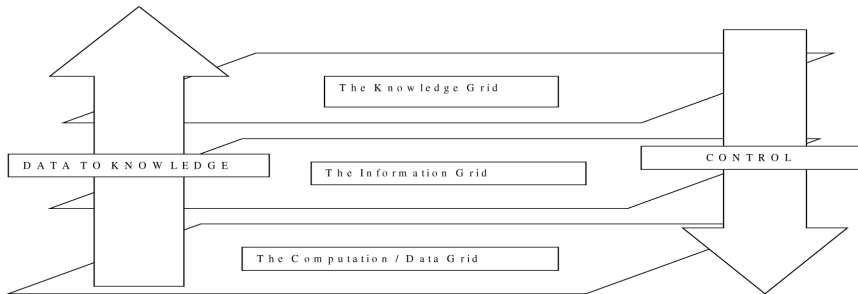 The Knowledge Grid
DATA TO KNOWLEDGE
CONTROL
The Information Grid
The Computation / Data Grid